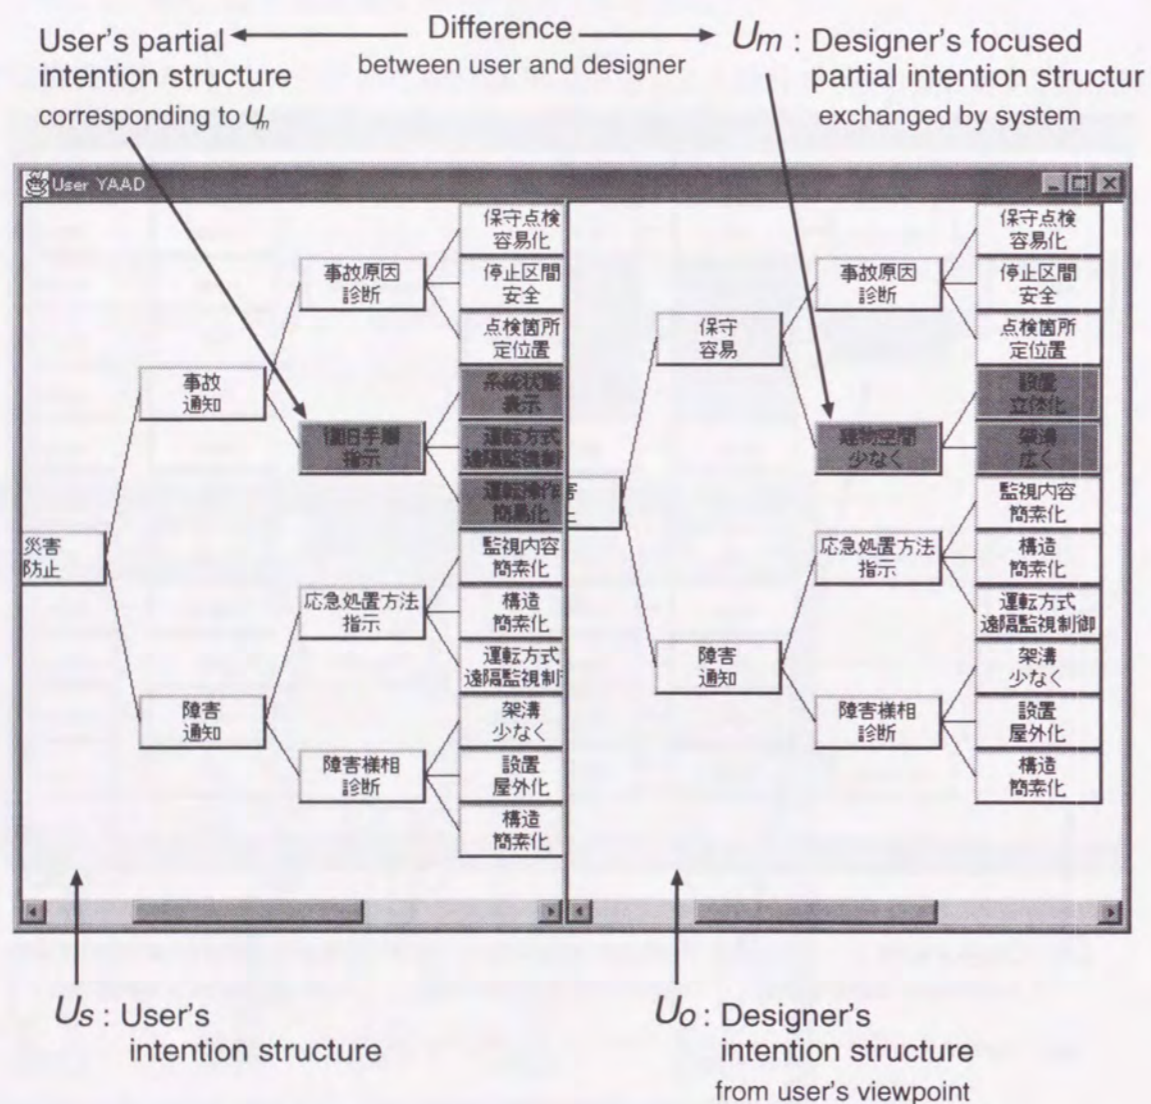 User's partial
intention structure
corresponding to Um
Difference
between user and designer
Um : Designer's focused
partial intention structur
exchanged by system
User YAAD
保守点検
容易化
事故原因
診断
停止区間
安全
点検箇所
定位置
事故
通知
系統状態
表示
手順
指示
運転方式
遠隔監視制
運転操作
簡易化
災害
防止
監視内容
簡素化
応急処置方法
指示
構造
簡素化
運転方式
遠隔監視制
障害
通知
架溝
少なく
障害様相
診断
設置
屋外化
構造
簡素化
保守点検
容易化
事故原因
診断
停止区間
安全
保守
容易
点検箇所
定位置
設置
立体化
建物空間
少なく
架溝
広く
害
止
監視内容
簡素化
応急処置方法
指示
構造
簡素化
運転方式
遠隔監視制御
障害
通知
架溝
少なく
障害様相
診断
設置
屋外化
構造
簡素化
Us : User's
intention structure
Uo : Designer's
intention structure
from user's viewpoint